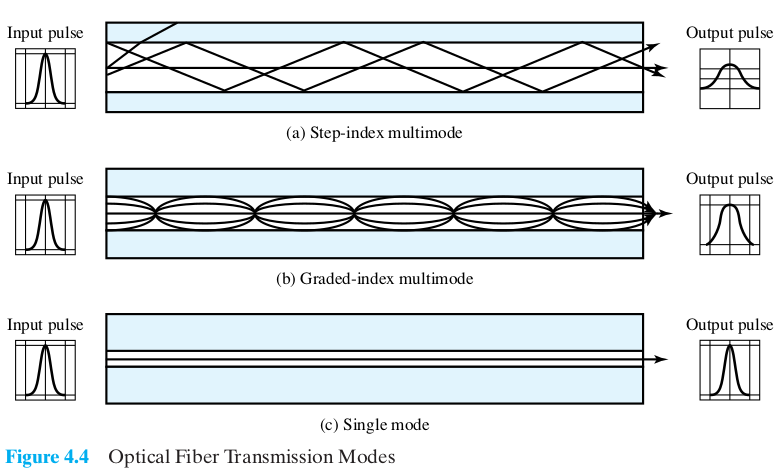 Input pulse
Output pulse
(a) Step-index multimode
Input pulse
Output pulse
(b) Graded-index multimode
Input pulse
Output pulse
(c) Single mode
Figure 4.4 Optical Fiber Transmission Modes